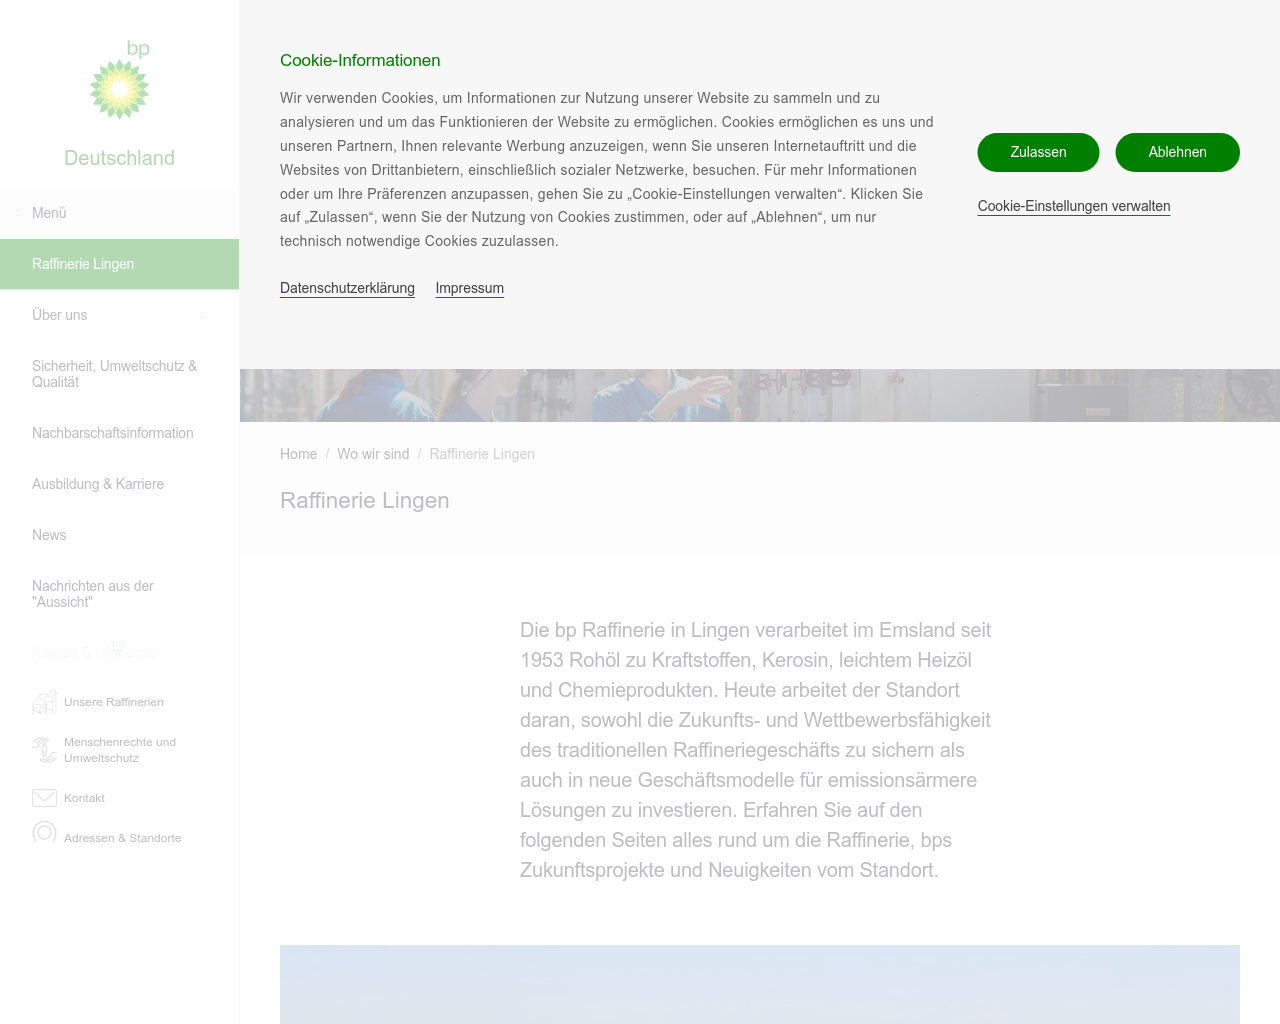 bp
Deutschland
Menü
Raffinerie Lingen
Über uns
Sicherheit, Umweltschutz &
Qualität
Nachbarschaftsinformation
Ausbildung & Karriere
News
Nachrichten aus der
"Aussicht"
Unsere Raffinerien
Menschenrechte und
Umweltschutz
Kontakt
Adressen & Standorte
Cookie-Informationen
Wir verwenden Cookies, um Informationen zur Nutzung unserer Website zu sammeln und zu
analysieren und um das Funktionieren der Website zu ermöglichen. Cookies ermöglichen es uns und
unseren Partnern, Ihnen relevante Werbung anzuzeigen, wenn Sie unseren Internetauftritt und die
Websites von Drittanbietern, einschließlich sozialer Netzwerke, besuchen. Für mehr Informationen
oder um Ihre Präferenzen anzupassen, gehen Sie zu „Cookie-Einstellungen verwalten“. Klicken Sie
auf „Zulassen“, wenn Sie der Nutzung von Cookies zustimmen, oder auf „Ablehnen“, um nur
technisch notwendige Cookies zuzulassen.
Datenschutzerklärung Impressum
Zulassen Ablehnen
Cookie-Einstellungen verwalten
Home / Wo wir sind / Raffinerie Lingen
Raffinerie Lingen
Die bp Raffinerie in Lingen verarbeitet im Emsland seit
1953 Rohöl zu Kraftstoffen, Kerosin, leichtem Heizöl
und Chemieprodukten. Heute arbeitet der Standort
daran, sowohl die Zukunfts- und Wettbewerbsfähigkeit
des traditionellen Raffineriegeschäfts zu sichern als
auch in neue Geschäftsmodelle für emissionsärmere
Lösungen zu investieren. Erfahren Sie auf den
folgenden Seiten alles rund um die Raffinerie, bps
Zukunftsprojekte und Neuigkeiten vom Standort.